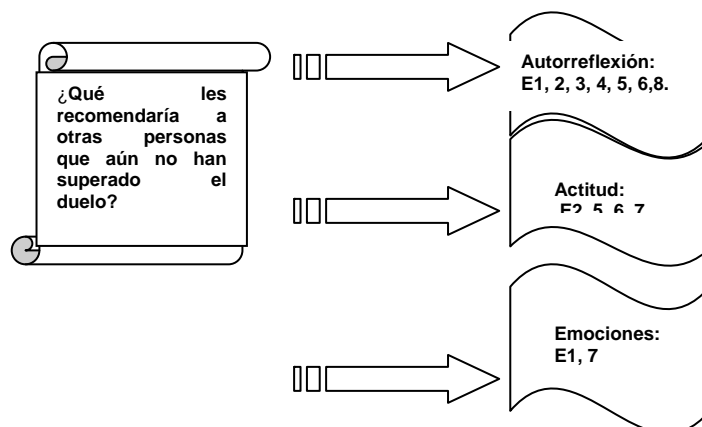 ¿Qué les
recomendaría a
otras personas
que aún no han
superado el
duelo?
Autorreflexión:
E1, 2, 3, 4, 5, 6,8.
Actitud:
E2, 5, 6, 7
Emociones:
E1, 7